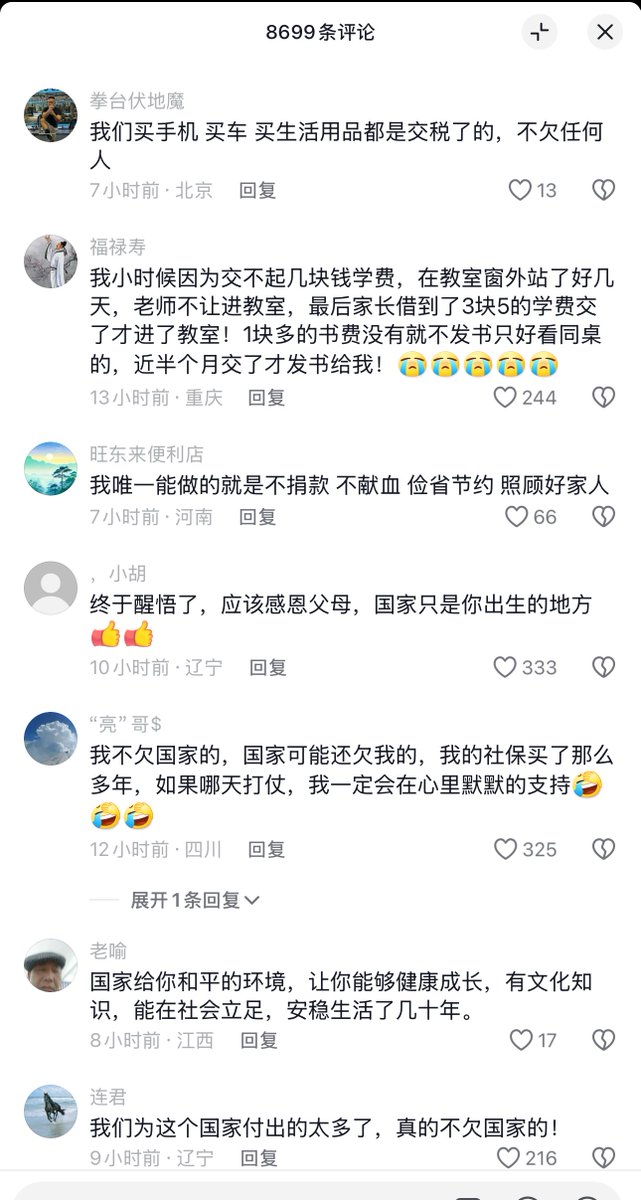 8699条评论
拳台伏地魔
我们买手机 买车 买生活用品都是交税了的，不欠任何
人
7小时前·北京 回复 13
福禄寿
我小时候因为交不起几块钱学费，在教室窗外站了好几
天，老师不让进教室，最后家长借到了3块5的学费交
了才进了教室！1块多的书费没有就不发书只好看同桌
的，近半个月交了才发书给我！😭😭😭😭😭
13小时前·重庆 回复 244
旺东来便利店
我唯一能做的就是不捐款 不献血 俭省节约 照顾好家人
7小时前·河南 回复 66
，小胡
终于醒悟了，应该感恩父母，国家只是你出生的地方
👍👍
10小时前·辽宁 回复 333
“亮”哥$
我不欠国家的，国家可能还欠我的，我的社保买了那么
多年，如果哪天打仗，我一定会在心里默默的支持🤣
🤣🤣
12小时前·四川 回复 325
展开1条回复
老喻
国家给你和平的环境，让你能够健康成长，有文化知
识，能在社会立足，安稳生活了几十年。
8小时前·江西 回复 17
连君
我们为这个国家付出的太多了，真的不欠国家的！
9小时前·辽宁 回复 216